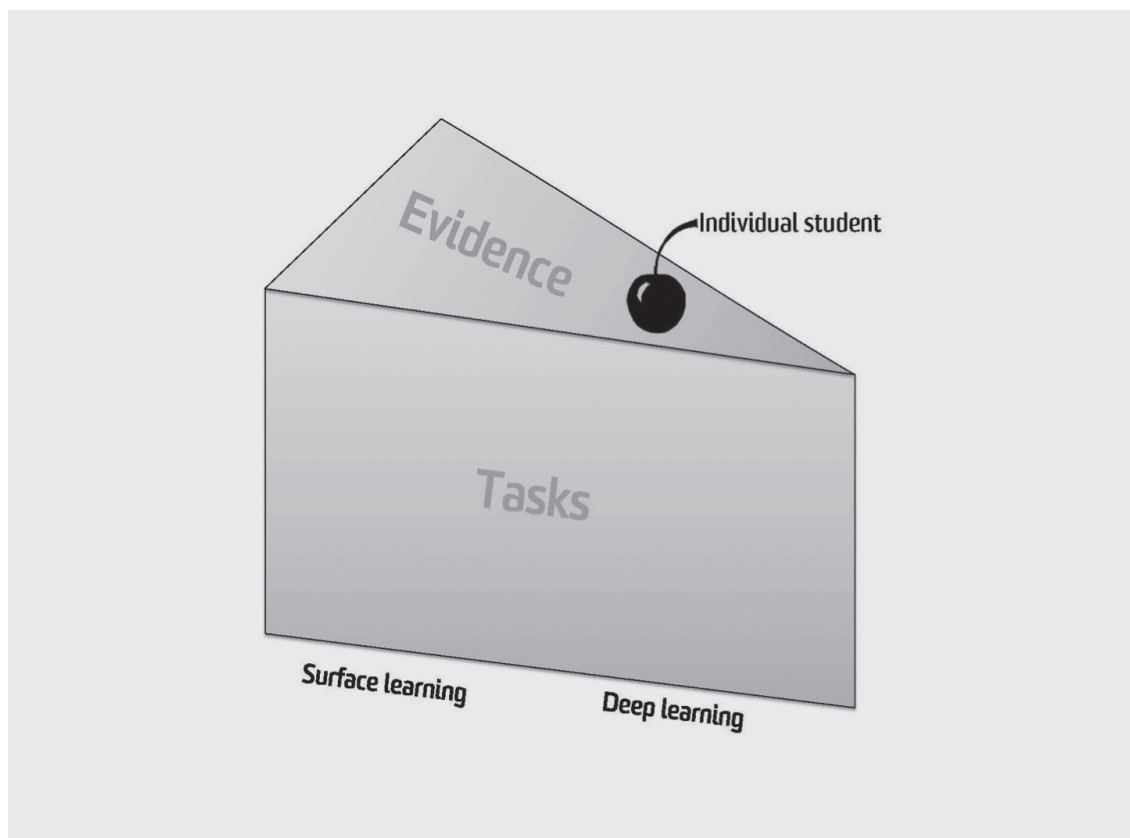 Evidence
Individual student
Tasks
Surface learning
Deep learning